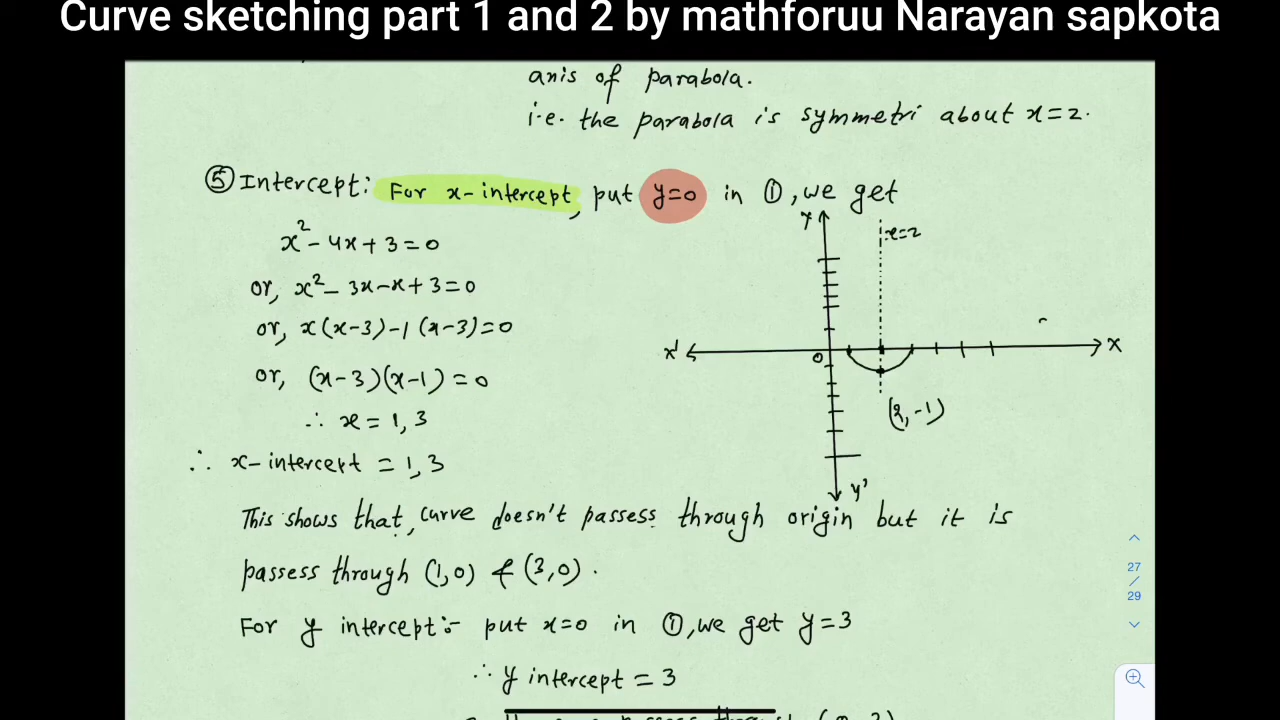 Curve sketching part 1 and 2 by mathforuu Narayan sapkota
axis of parabola.
i.e. the parabola is symmetri about x=2.
⑤ Intercept: For x-intercept, put y=0 in ①, we get
x² - 4x + 3 = 0
or, x² - 3x - x + 3 = 0
or, x(x-3) -1 (x-3) = 0
or, (x-3)(x-1) = 0
∴ x = 1, 3
∴ x-intercept = 1, 3
Y
x=2
X'
O
X
(2, -1)
Y'
This shows that, curve doesn't passess through origin but it is
passess through (1,0) & (3,0).
For y intercept:- put x=0 in ①, we get y=3
∴ y intercept = 3
27
/
29